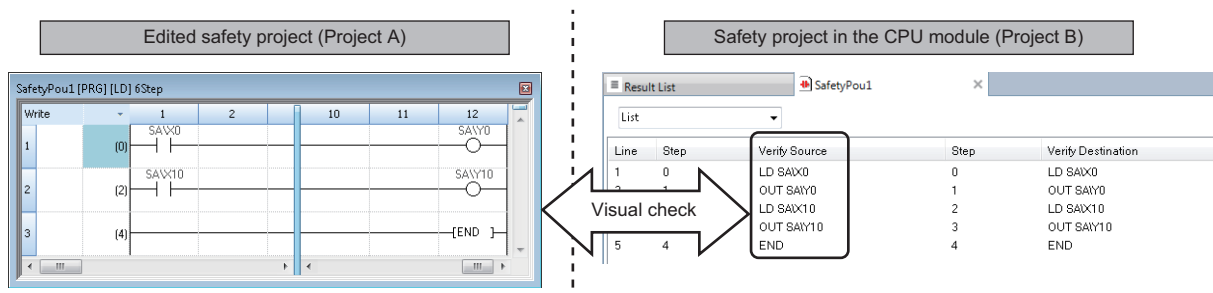 Edited safety project (Project A)
SafetyPou1 [PRG] [LD] 6Step
Write 1 2 10 11 12
1 (0) SA\X0 SA\Y0
2 (2) SA\X10 SA\Y10
3 (4) [END ]
Visual check
Safety project in the CPU module (Project B)
Result List SafetyPou1
List
Line Step Verify Source Step Verify Destination
1 0 LD SA\X0 0 LD SA\X0
OUT SA\Y0 1 OUT SA\Y0
LD SA\X10 2 LD SA\X10
OUT SA\Y10 3 OUT SA\Y10
5 4 END 4 END